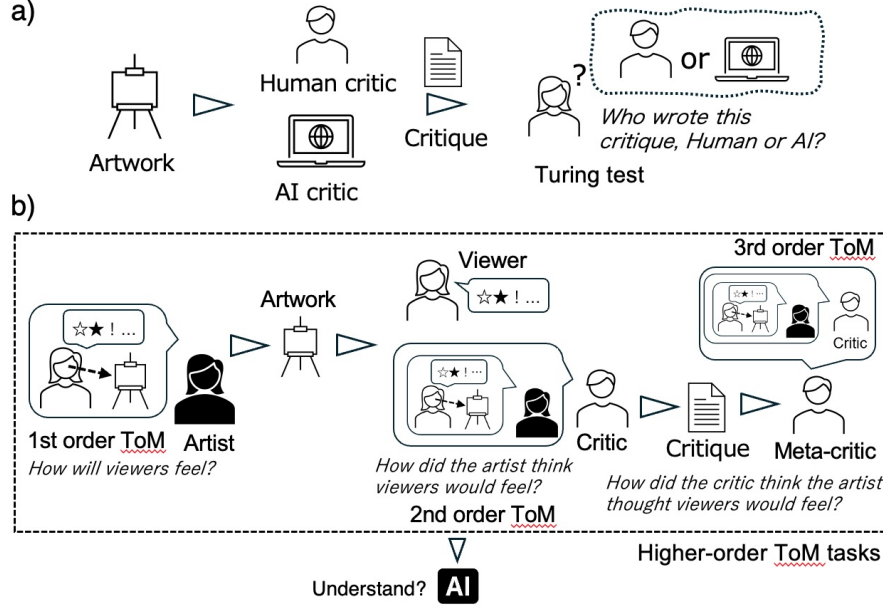 a)
Human critic
Artwork
AI critic
Critique
?
or
Who wrote this
critique, Human or AI?
Turing test
b)
3rd order ToM
Viewer
☆★ ! ...
Artwork
☆★ ! ...
☆★ ! ...
☆★ ! ...
Critic
1st order ToM
Artist
How will viewers feel?
Critic
Critique
Meta-critic
How did the artist think
viewers would feel?
2nd order ToM
How did the critic think the artist
thought viewers would feel?
Higher-order ToM tasks
Understand?
AI